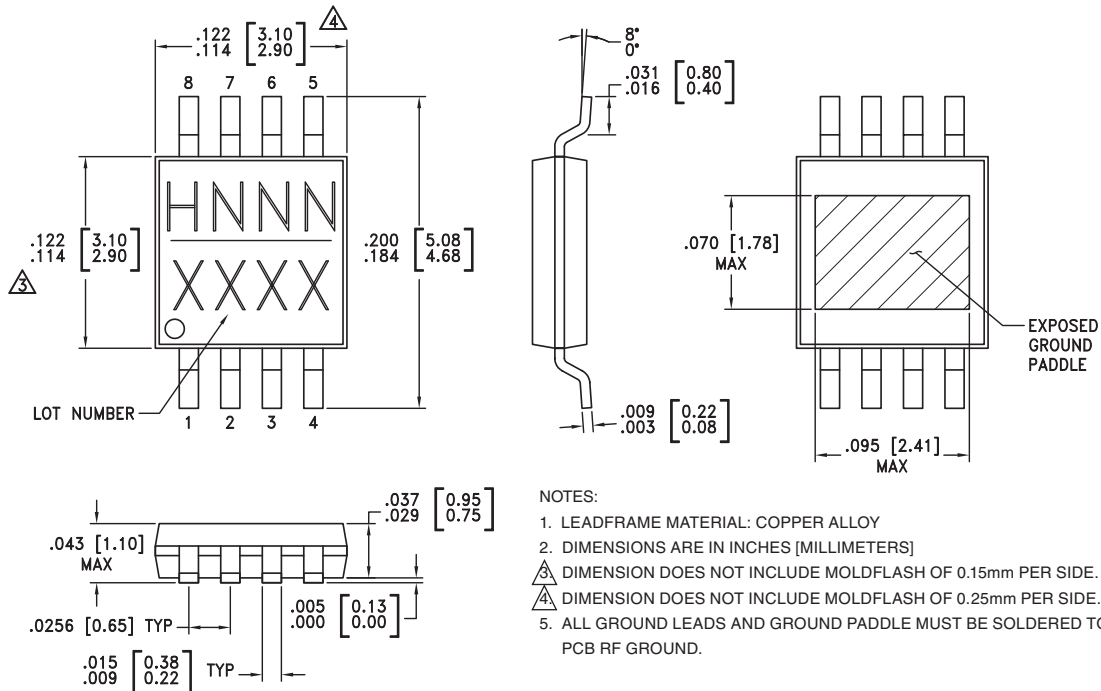 .122 [3.10]
.114 [2.90]
4
8 7 6 5
HNNN
XXXX
.122 [3.10]
.114 [2.90]
3
.200 [5.08]
.184 [4.68]
LOT NUMBER
1 2 3 4
8°
0°
.031 [0.80]
.016 [0.40]
.009 [0.22]
.003 [0.08]
.070 [1.78]
MAX
EXPOSED
GROUND
PADDLE
.095 [2.41]
MAX
.037 [0.95]
.029 [0.75]
.043 [1.10]
MAX
.005 [0.13]
.000 [0.00]
.0256 [0.65] TYP
.015 [0.38]
.009 [0.22]
TYP
NOTES:
1. LEADFRAME MATERIAL: COPPER ALLOY
2. DIMENSIONS ARE IN INCHES [MILLIMETERS]
3. DIMENSION DOES NOT INCLUDE MOLDFLASH OF 0.15mm PER SIDE.
4. DIMENSION DOES NOT INCLUDE MOLDFLASH OF 0.25mm PER SIDE.
5. ALL GROUND LEADS AND GROUND PADDLE MUST BE SOLDERED TO
PCB RF GROUND.